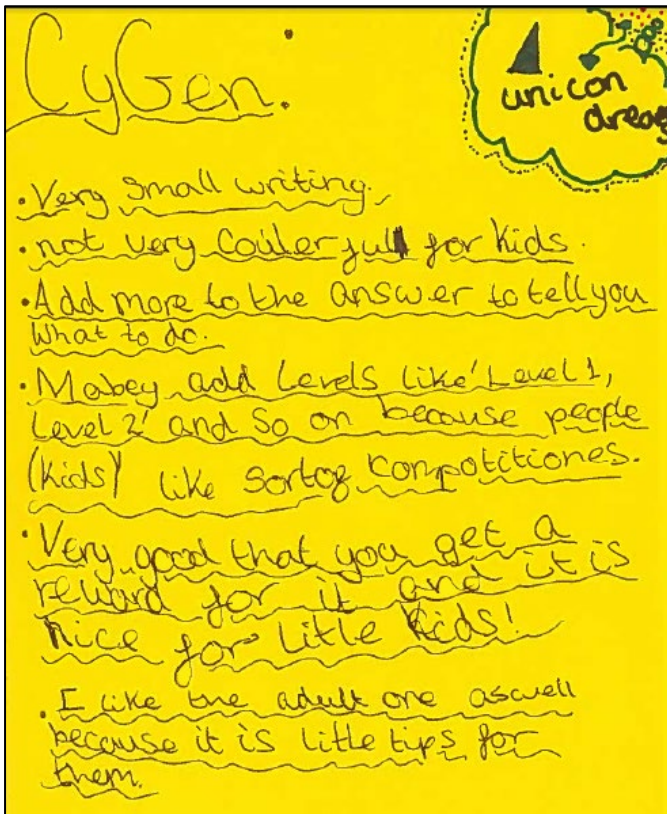 CyGen:
unicon
dream
• Very small writing.
• not very Coulerfull for kids.
• Add more to the answer to tell you
What to do.
• Mabey add Levels like 'Level 1,
Level 2' and so on because people
(kids) like sortof compotitiones.
• Very good that you get a
reward for it and it is
nice for Little Kids!
• I like the adult one aswell
because it is little tips for
them.